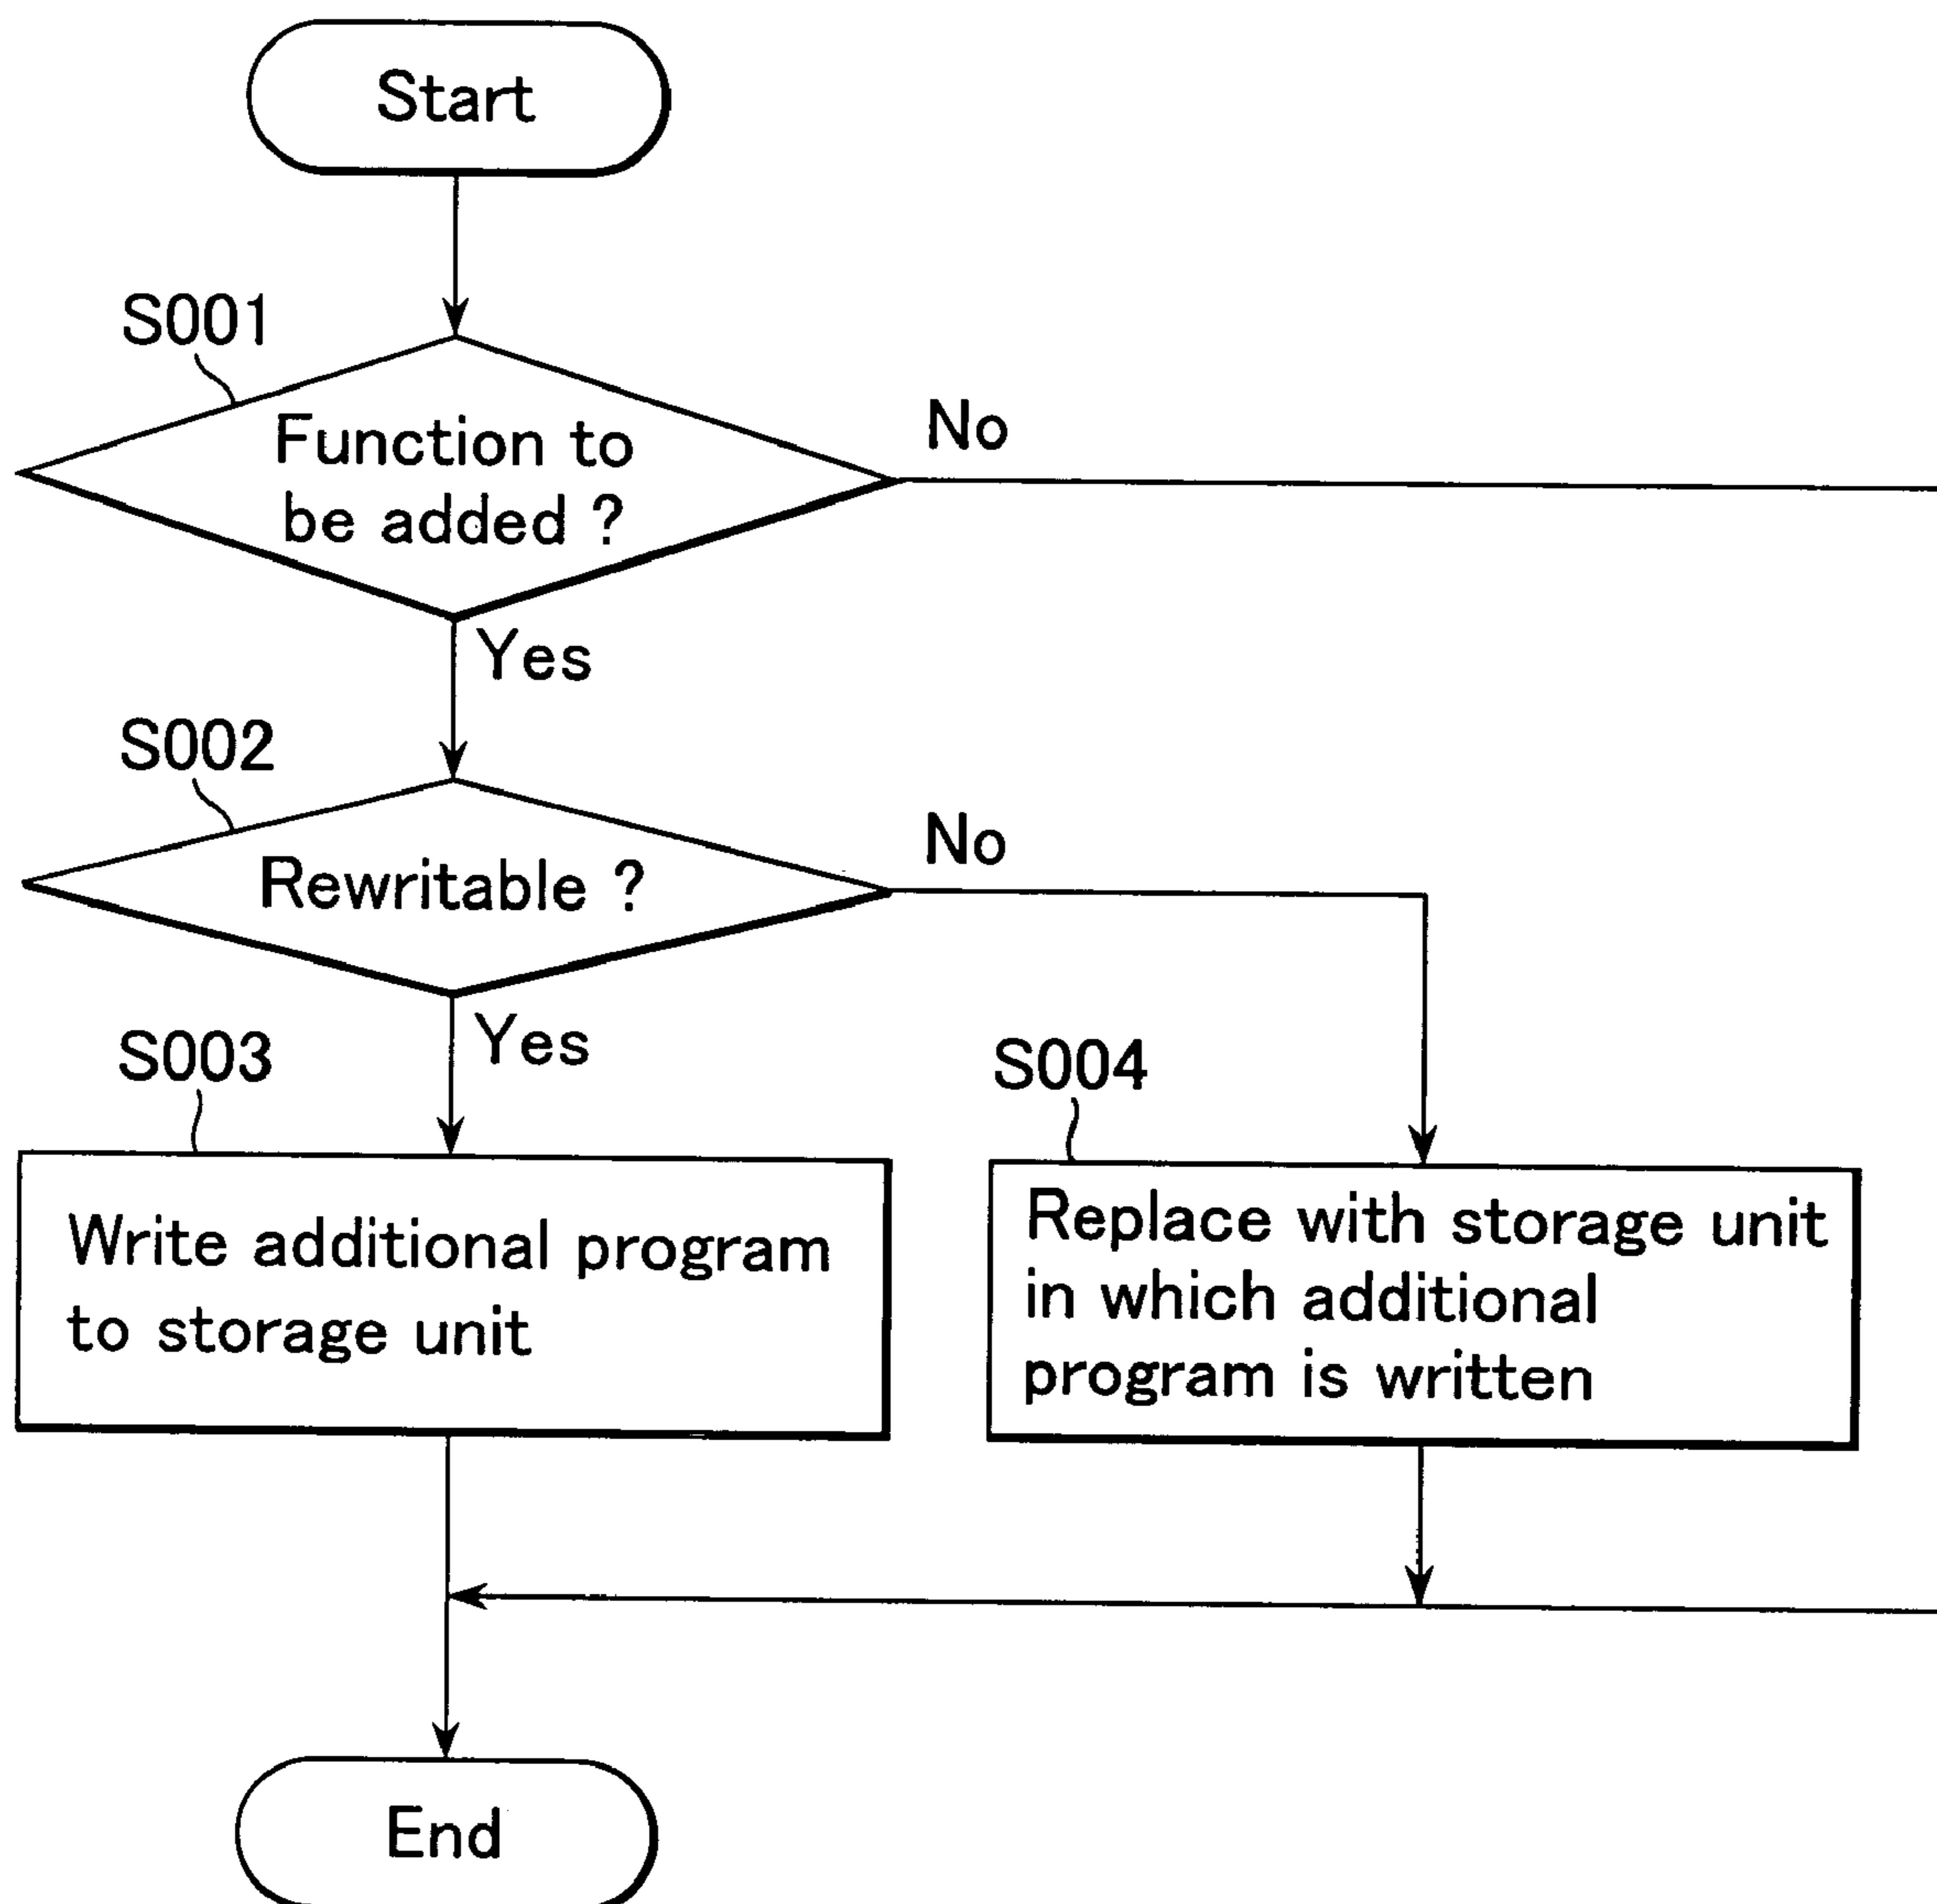 Start
S001
Function to
be added ?
No
Yes
S002
Rewritable ?
No
Yes
S003
Write additional program
to storage unit
S004
Replace with storage unit
in which additional
program is written
End